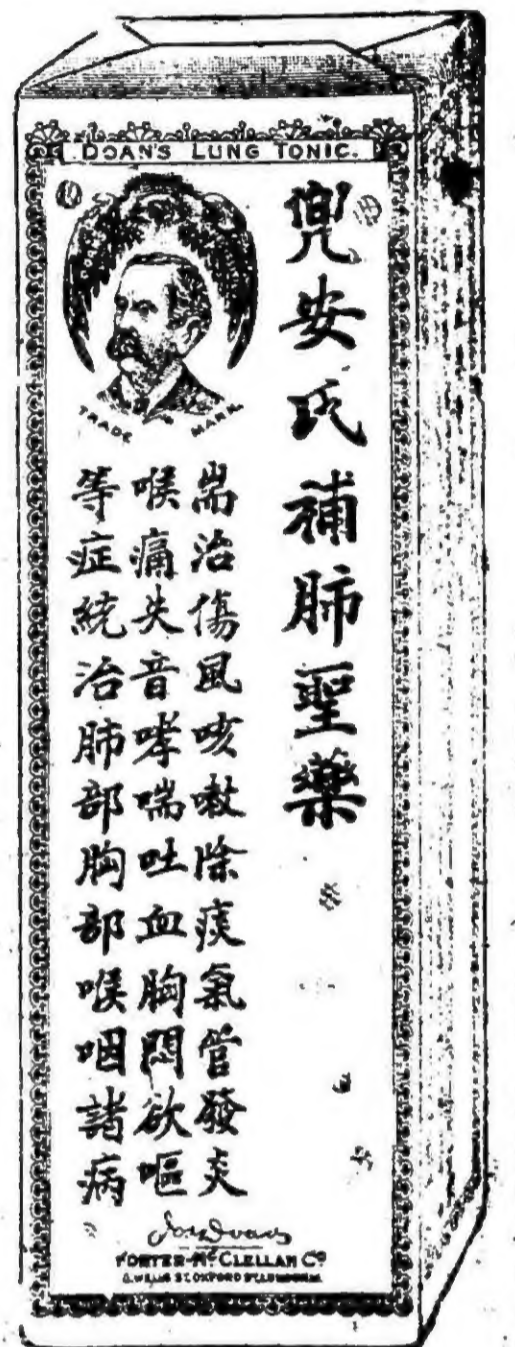 DOAN'S LUNG TONIC.
TRADE MARK.
兜安氏補肺聖藥
耑治傷風咳嗽除痰氣管發炎
喉痛失音哮喘吐血胸悶欲嘔
等症統治肺部胸部喉咽諸病
FOSTER-McCLELLAN Co